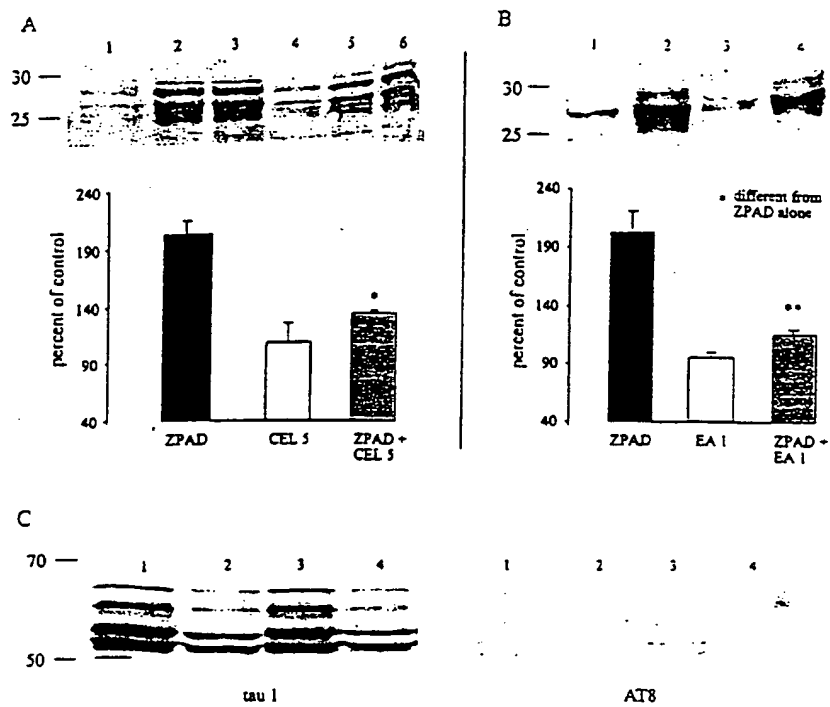 A
1 2 3 4 5 6
30
25
240
190
140
90
40
percent of control
*
ZPAD
CEL 5
ZPAD +
CEL 5
B
1 2 3 4
30
25
240
190
140
90
40
percent of control
* different from
ZPAD alone
**
ZPAD
EA 1
ZPAD +
EA 1
C
70
50
1 2 3 4
tau 1
1 2 3 4
AT8